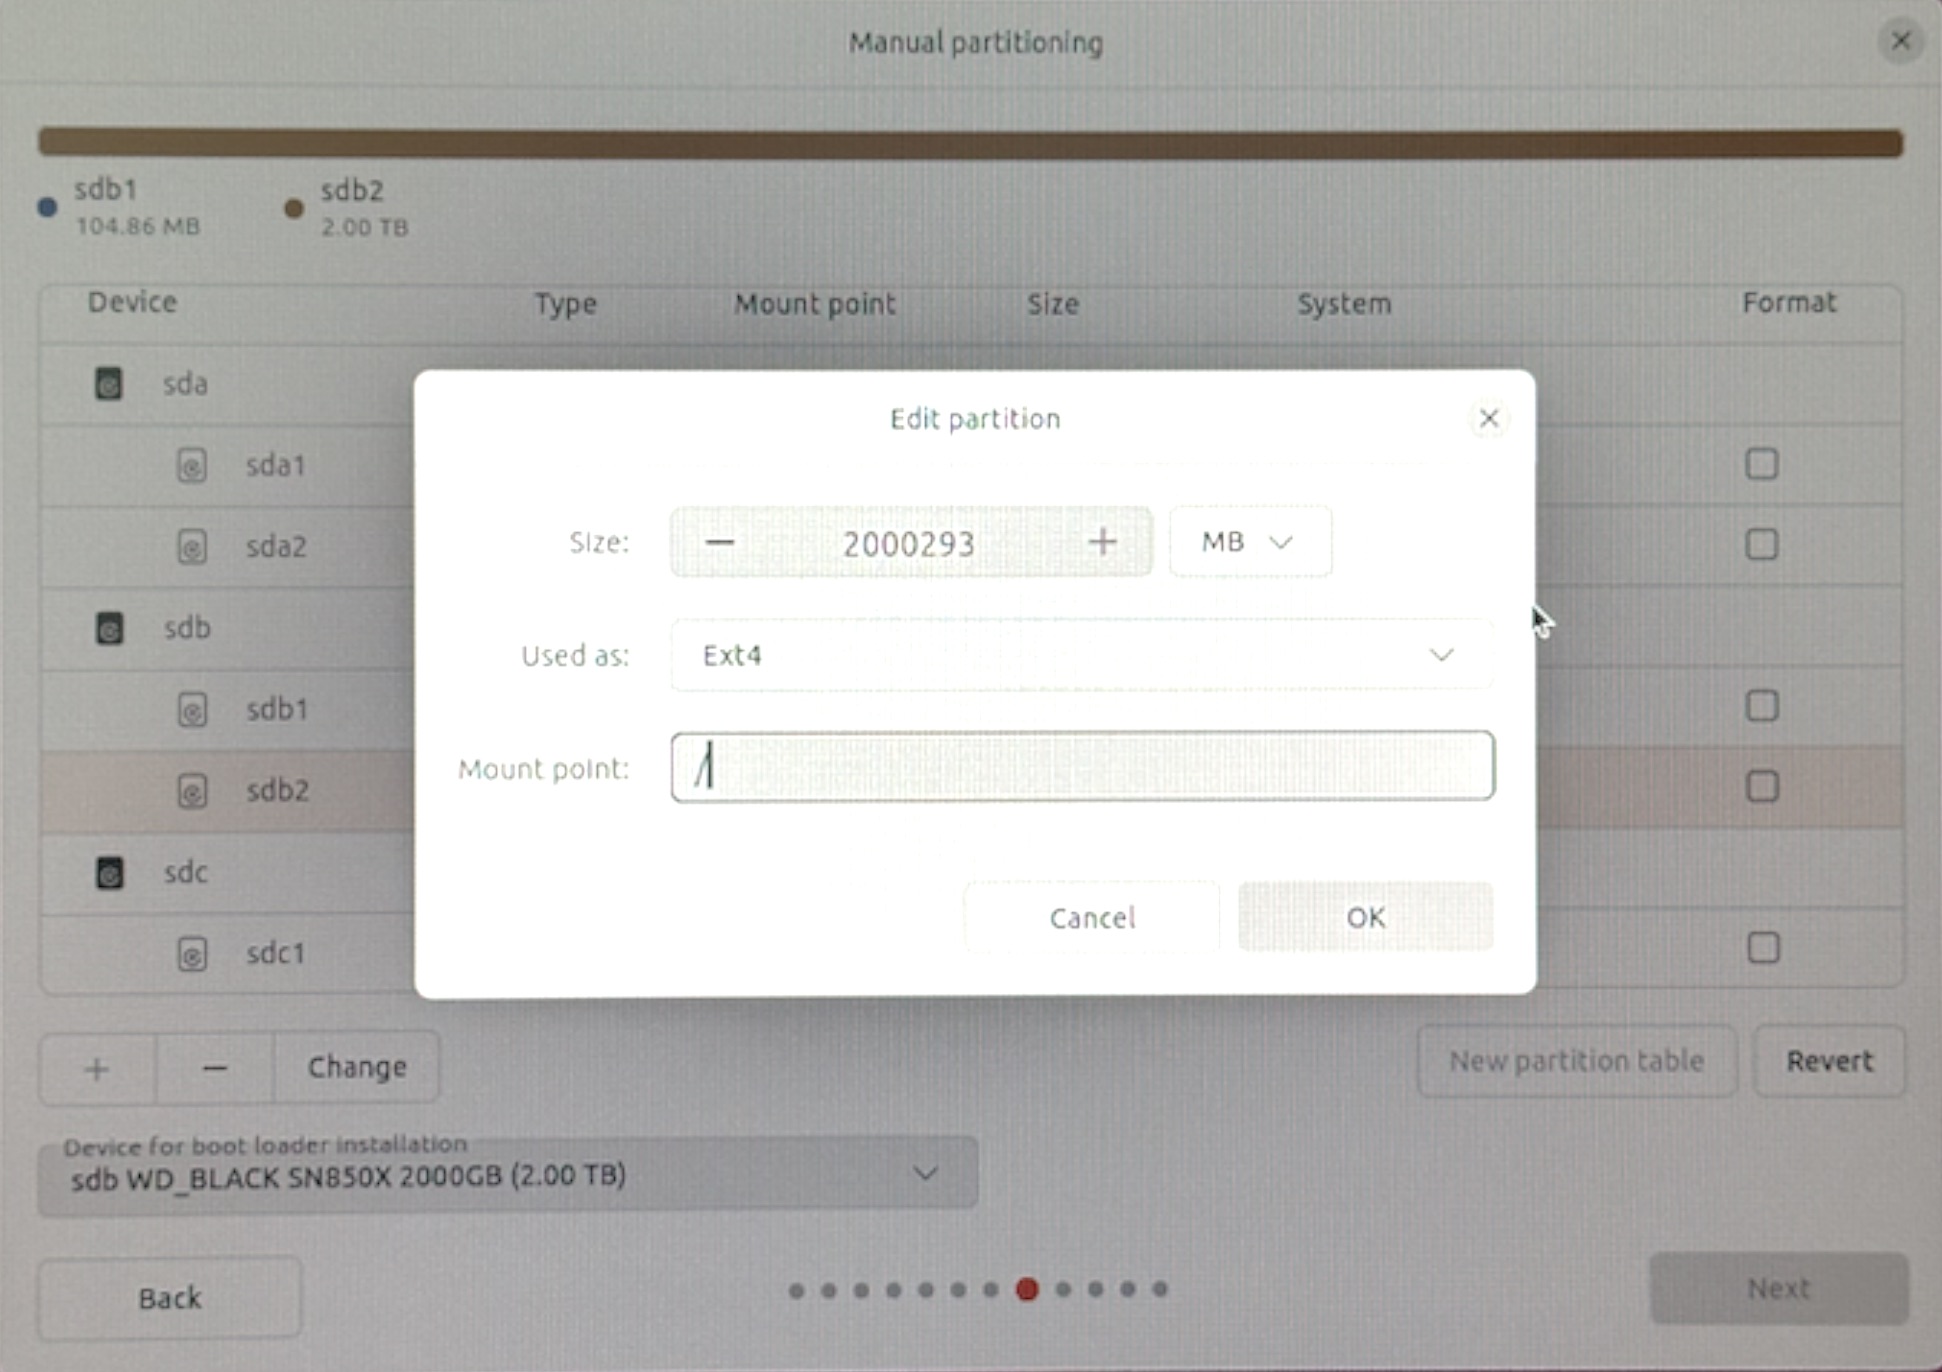 Manual partitioning
sdb1
104.86 MB
sdb2
2.00 TB
Device Type Mount point Size System Format
sda
sda1
sda2
sdb
sdb1
sdb2
sdc
sdc1
Edit partition
Size: 2000293 MB
Used as: Ext4
Mount point: /
Cancel OK
+ − Change
New partition table Revert
Device for boot loader installation
sdb WD_BLACK SN850X 2000GB (2.00 TB)
Back Next